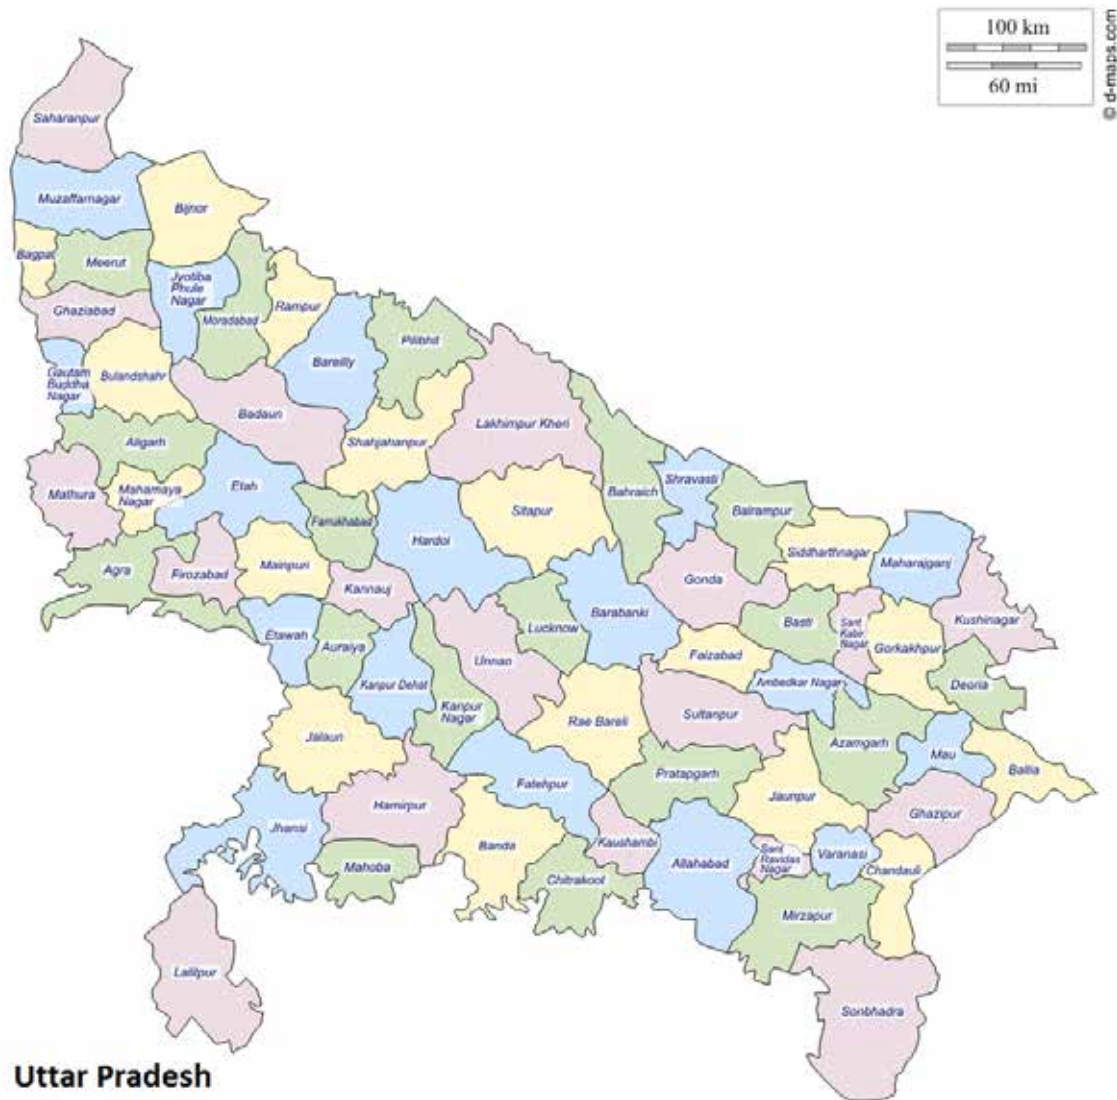 100 km
60 mi
© d-maps.com
Saharanpur
Muzaffarnagar
Bijnor
Bagpat
Meerut
Jyotiba
Phule
Nagar
Ghaziabad
Moradabad
Rampur
Bareilly
Pilibhit
Gautam
Buddha
Nagar
Bulandshahr
Badaun
Shahjahanpur
Lakhimpur Kheri
Aligarh
Mathura
Mahamaya
Nagar
Etah
Farrukhabad
Hardoi
Sitapur
Bahraich
Shravasti
Balrampur
Siddharthnagar
Maharajganj
Agra
Firozabad
Mainpuri
Kannauj
Gonda
Kushinagar
Etawah
Auraiya
Lucknow
Barabanki
Basti
Sant
Kabir
Nagar
Gorkakhpur
Unnan
Faizabad
Kanpur Dehat
Ambedkar Nagar
Deoria
Kanpur
Nagar
Rae Bareli
Sultanpur
Jalaun
Azamgarh
Mau
Ballia
Fatehpur
Pratapgarh
Jaunpur
Hamirpur
Ghazipur
Jhansi
Banda
Kaushambi
Allahabad
Sant
Ravidas
Nagar
Varanasi
Mahoba
Chitrakoot
Chandauli
Mirzapur
Lalitpur
Sonbhadra
Uttar Pradesh